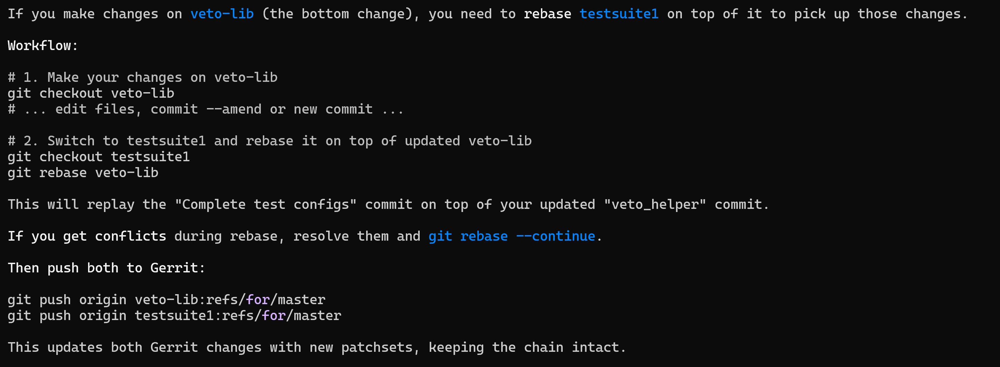 If you make changes on veto-lib (the bottom change), you need to rebase testsuite1 on top of it to pick up those changes.
Workflow:
# 1. Make your changes on veto-lib
git checkout veto-lib
# ... edit files, commit --amend or new commit ...
# 2. Switch to testsuite1 and rebase it on top of updated veto-lib
git checkout testsuite1
git rebase veto-lib
This will replay the "Complete test configs" commit on top of your updated "veto_helper" commit.
If you get conflicts during rebase, resolve them and git rebase --continue.
Then push both to Gerrit:
git push origin veto-lib:refs/for/master
git push origin testsuite1:refs/for/master
This updates both Gerrit changes with new patchsets, keeping the chain intact.